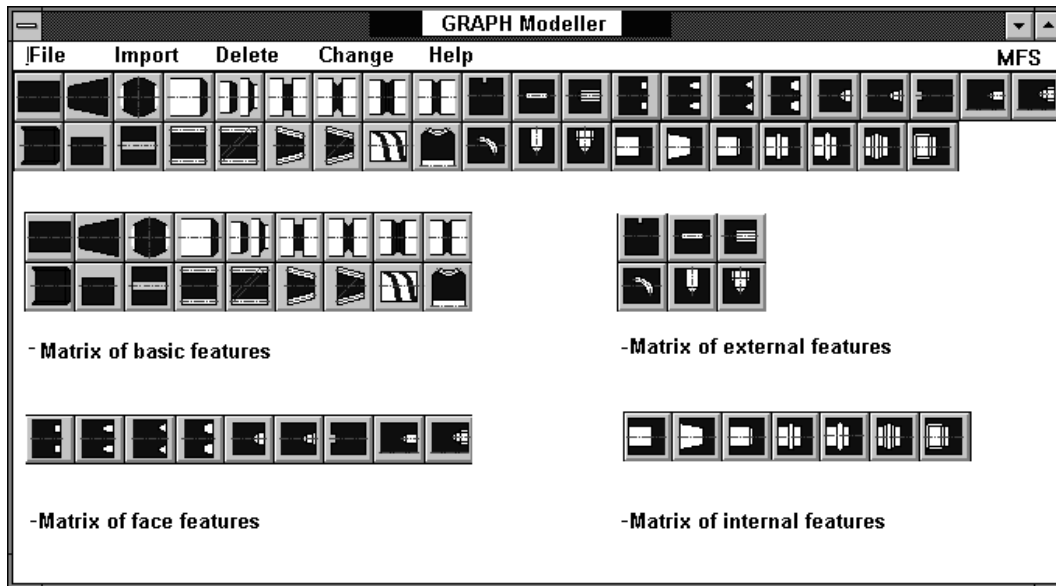 GRAPH Modeller
File Import Delete Change Help MFS
- Matrix of basic features
-Matrix of external features
-Matrix of face features
-Matrix of internal features